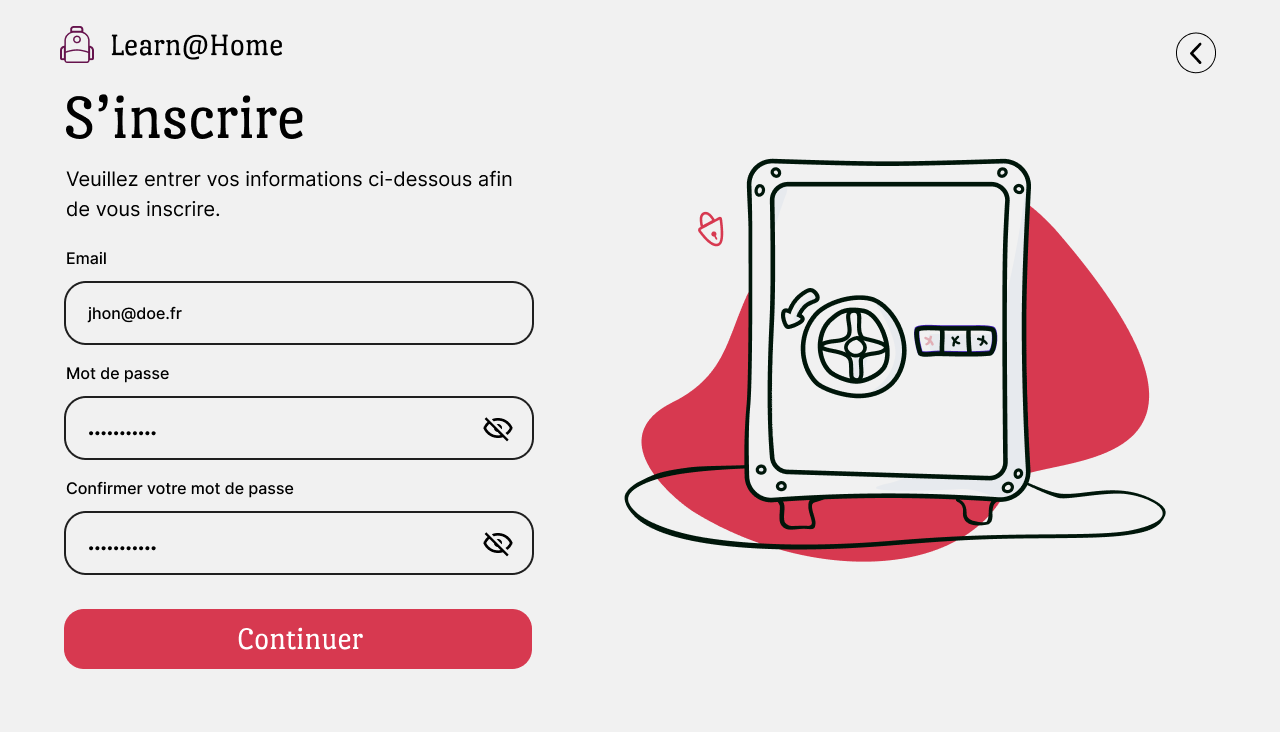 Learn@Home
S’inscrire
Veuillez entrer vos informations ci-dessous afin
de vous inscrire.
Email
jhon@doe.fr
Mot de passe
•••••••••••
Confirmer votre mot de passe
•••••••••••
Continuer